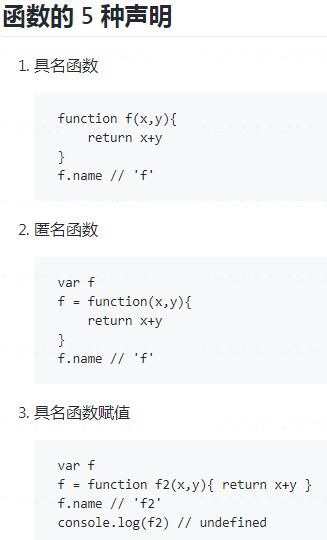 函数的 5 种声明
1. 具名函数
function f(x,y){
    return x+y
}
f.name // 'f'
2. 匿名函数
var f
f = function(x,y){
    return x+y
}
f.name // 'f'
3. 具名函数赋值
var f
f = function f2(x,y){ return x+y }
f.name // 'f2'
console.log(f2) // undefined